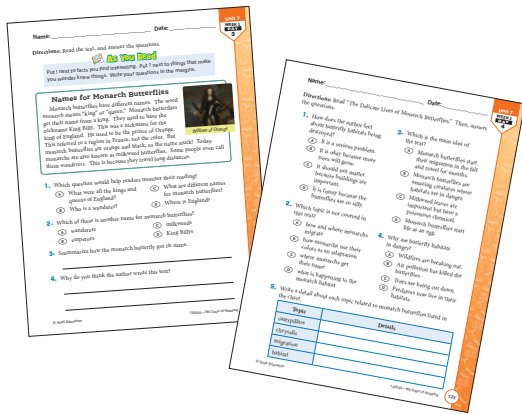 Name: Date:
Unit 7
WEEK 1
DAY
3
Directions: Read the text, and answer the questions.
As You Read
Put ! next to facts you find interesting. Put ? next to things that make
you wonder
Write your questions in the margins.
Names for Monarch Butterflies
Monarch butterflies have different names. The word
monarch means "king" or "queen." Monarch butterflies
got their name from a king. They used to have the
nickname King Billy. This was a nickname for the
king of England. He used to be the prince of Orange.
This referred to a region in France, not the color. But
monarch butterflies are orange and black, so the name stuck! Today,
monarchs are also known as milkweed butterflies. Some people even call
them wanderers. This is because they travel long distances.
William of Orange
1. Which question would help readers monitor their reading?
A What were all the kings and
queens of England?
B Who is a wanderer?
C What are different names
for monarch butterflies?
D Where is England?
2. Which of these is another name for monarch butterflies?
A wanderers
B emperors
C milkweeds
D King Billys
3. Summarize how the monarch butterfly got its name.
4. Why do you think the author wrote this text?
Name: Date:
Unit 7
WEEK 1
DAY
4
Directions: Read "The Delicate Lives of Monarch Butterflies." Then, answer
the questions.
1. How does the author feel
about butterfly habitats being
destroyed?
A It is a serious problem.
B It is okay because more
trees will grow.
C It should not matter
because buildings are
important.
D It is funny because the
butterflies are so silly.
2. Which topic is not covered in
this text?
A how and where monarchs
migrate
B how monarchs use their
colors as an adaptation
C where monarchs get
their name
D what is happening to the
monarch habitat
3. Which is the main idea of
the text?
A Monarch butterflies start
their migration in the fall
and travel for months.
B Monarch butterflies are
amazing creatures whose
habitats are in danger.
C Milkweed leaves are
important but have a
poisonous chemical.
D Monarch butterflies start
life as an egg.
4. Why are butterfly habitats
in danger?
A Wildfires are breaking out.
B Air pollution has killed the
butterflies.
C Trees are being cut down.
D Predators now live in their
habitats.
5. Write a detail about each topic related to monarch butterflies listed in
the chart.
Topic Details
caterpillars
chrysalis
migration
habitat